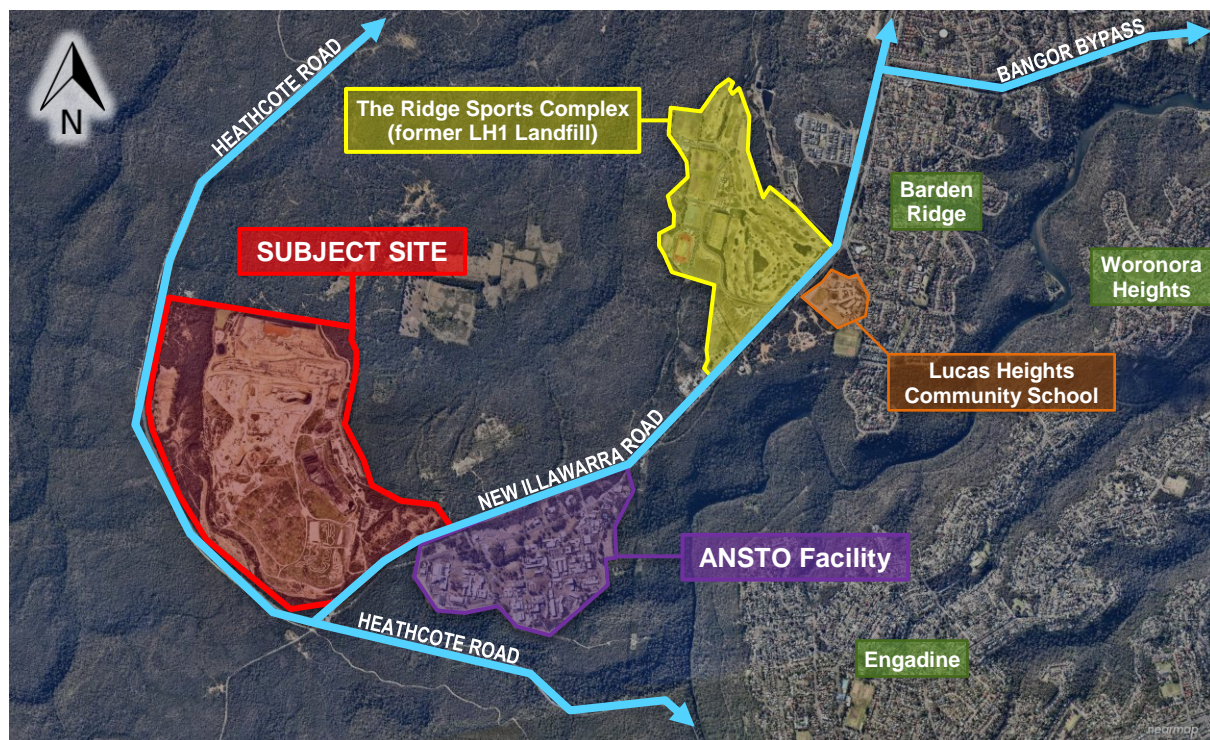 N
HEATHCOTE ROAD
BANGOR BYPASS
The Ridge Sports Complex
(former LH1 Landfill)
Barden
Ridge
SUBJECT SITE
Woronora
Heights
Lucas Heights
Community School
NEW ILLAWARRA ROAD
ANSTO Facility
HEATHCOTE ROAD
Engadine
nearmap